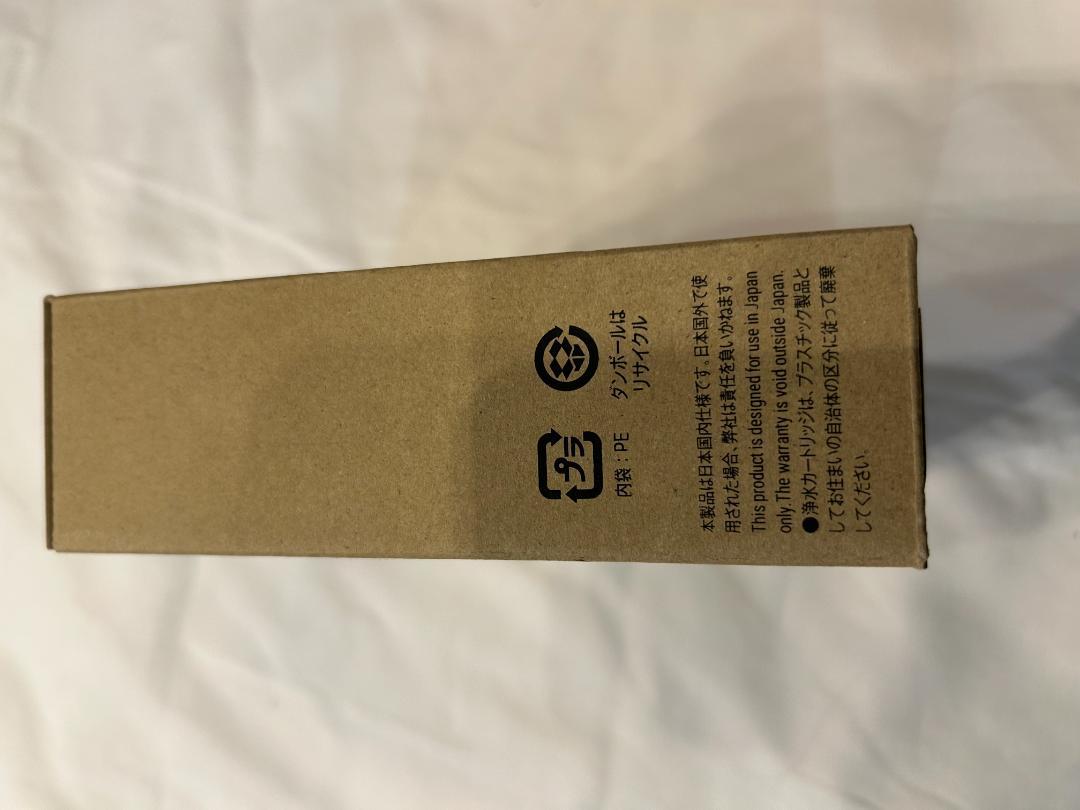 プラ
内袋：PE
ダンボールは
リサイクル
本製品は日本国内仕様です。日本国外で使
用された場合、弊社は責任を負いかねます。
This product is designed for use in Japan
only.The warranty is void outside Japan.
●浄水カートリッジは、プラスチック製品と
してお住まいの自治体の区分に従って廃棄
してください。